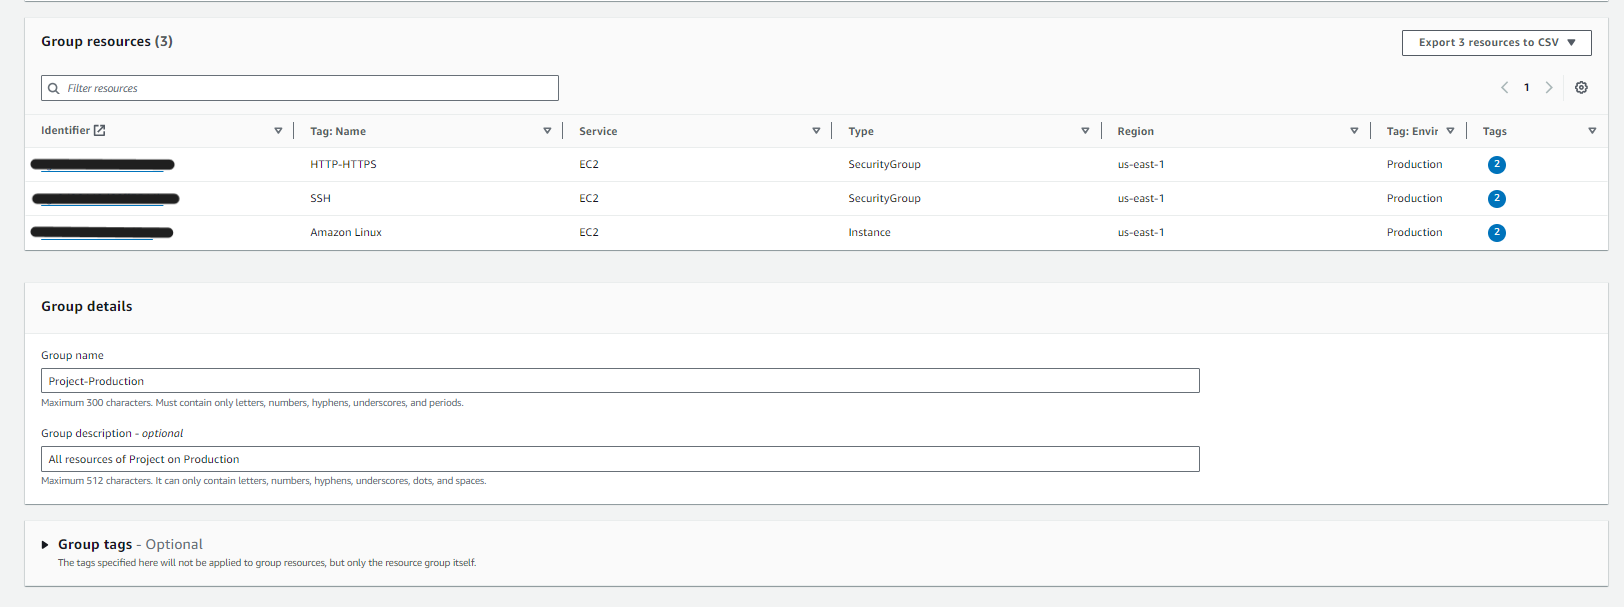 Group resources (3)
Export 3 resources to CSV
Filter resources
1
Identifier Tag: Name Service Type Region Tag: Envir Tags
HTTP-HTTPS EC2 SecurityGroup us-east-1 Production 2
SSH EC2 SecurityGroup us-east-1 Production 2
Amazon Linux EC2 Instance us-east-1 Production 2
Group details
Group name
Project-Production
Maximum 300 characters. Must contain only letters, numbers, hyphens, underscores, and periods.
Group description - optional
All resources of Project on Production
Maximum 512 characters. It can only contain letters, numbers, hyphens, underscores, dots, and spaces.
Group tags - Optional
The tags specified here will not be applied to group resources, but only the resource group itself.